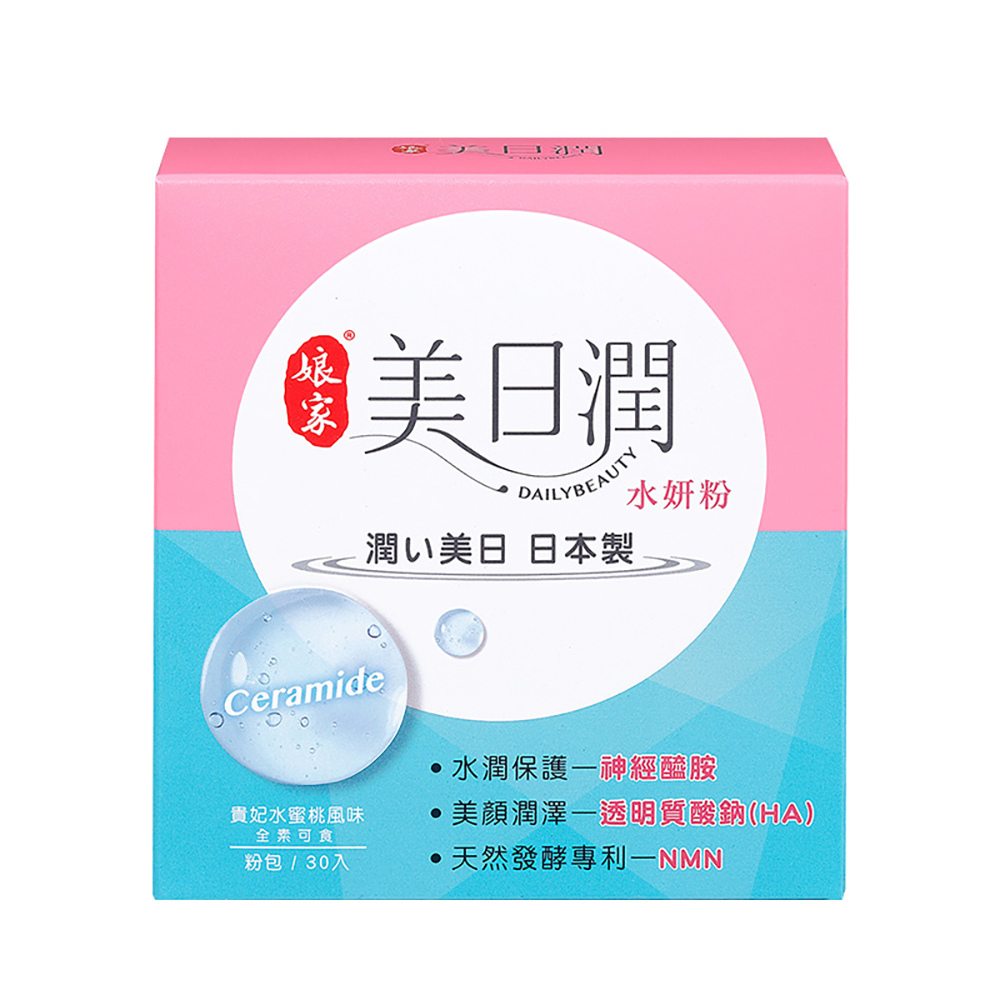 美日潤
娘家®
美日潤
DAILYBEAUTY
水妍粉
潤い美日 日本製
Ceramide
•水潤保護—神經醯胺
•美顏潤澤—透明質酸鈉(HA)
•天然發酵專利—NMN
貴妃水蜜桃風味
全素可食
粉包 / 30入